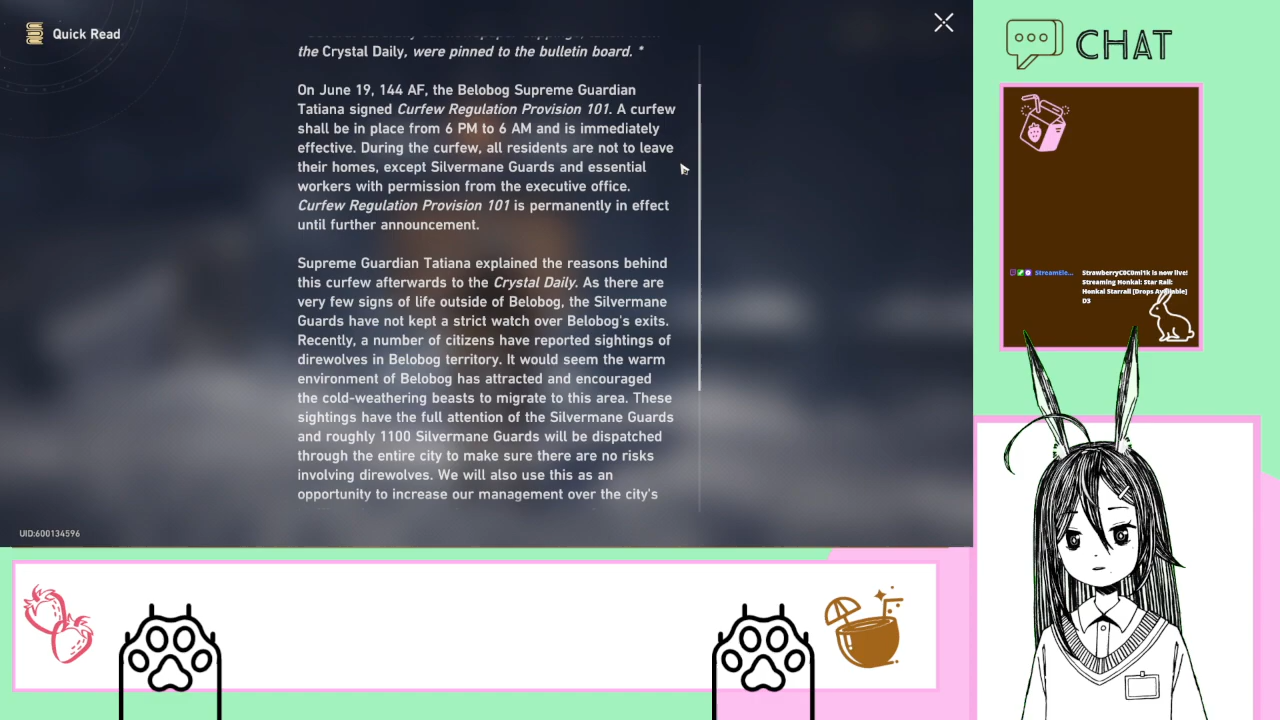 Quick Read
the Crystal Daily, were pinned to the bulletin board. *
On June 19, 144 AF, the Belobog Supreme Guardian
Tatiana signed Curfew Regulation Provision 101. A curfew
shall be in place from 6 PM to 6 AM and is immediately
effective. During the curfew, all residents are not to leave
their homes, except Silvermane Guards and essential
workers with permission from the executive office.
Curfew Regulation Provision 101 is permanently in effect
until further announcement.
Supreme Guardian Tatiana explained the reasons behind
this curfew afterwards to the Crystal Daily. As there are
very few signs of life outside of Belobog, the Silvermane
Guards have not kept a strict watch over Belobog's exits.
Recently, a number of citizens have reported sightings of
direwolves in Belobog territory. It would seem the warm
environment of Belobog has attracted and encouraged
the cold-weathering beasts to migrate to this area. These
sightings have the full attention of the Silvermane Guards
and roughly 1100 Silvermane Guards will be dispatched
through the entire city to make sure there are no risks
involving direwolves. We will also use this as an
opportunity to increase our management over the city's
UID:600134596
CHAT
StreamEle... StrawberryC0C0ml1k is now live!
Streaming Honkai: Star Rail:
Honkai Starrail [Drops Available]
D3